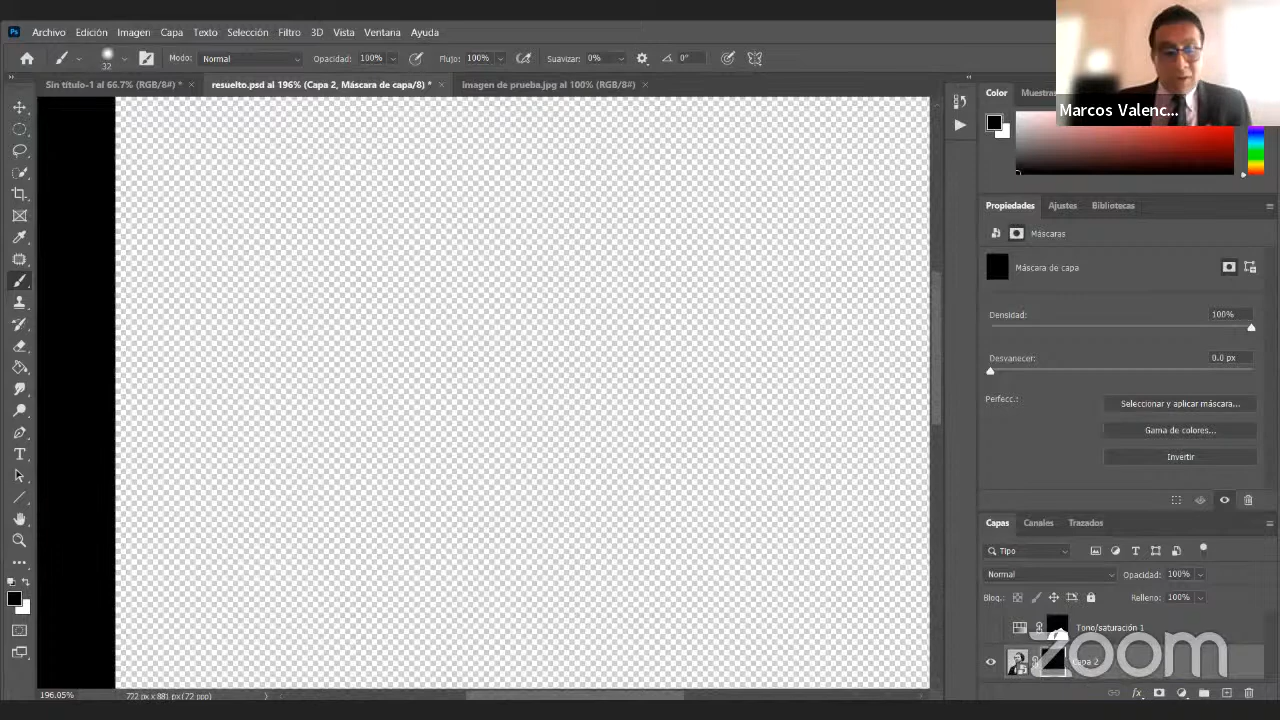 Ps Archivo Edición Imagen Capa Texto Selección Filtro 3D Vista Ventana Ayuda
32 Modo: Normal Opacidad: 100% Flujo: 100% Suavizar: 0% 0°
Sin título-1 al 66.7% (RGB/8#) * × resuelto.psd al 196% (Capa 2, Máscara de capa/8) * × Imagen de prueba.jpg al 100% (RGB/8#) ×
Marcos Valenc...
Color Muestras
Propiedades Ajustes Bibliotecas
Máscaras
Máscara de capa
Densidad: 100%
Desvanecer: 0.0 px
Perfecc.: Seleccionar y aplicar máscara...
Gama de colores...
Invertir
Capas Canales Trazados
Tipo
Normal Opacidad: 100%
Bloq.: Relleno: 100%
Tono/saturación 1
Capa 2
zoom
196.05% 722 px x 881 px (72 ppp)
fx